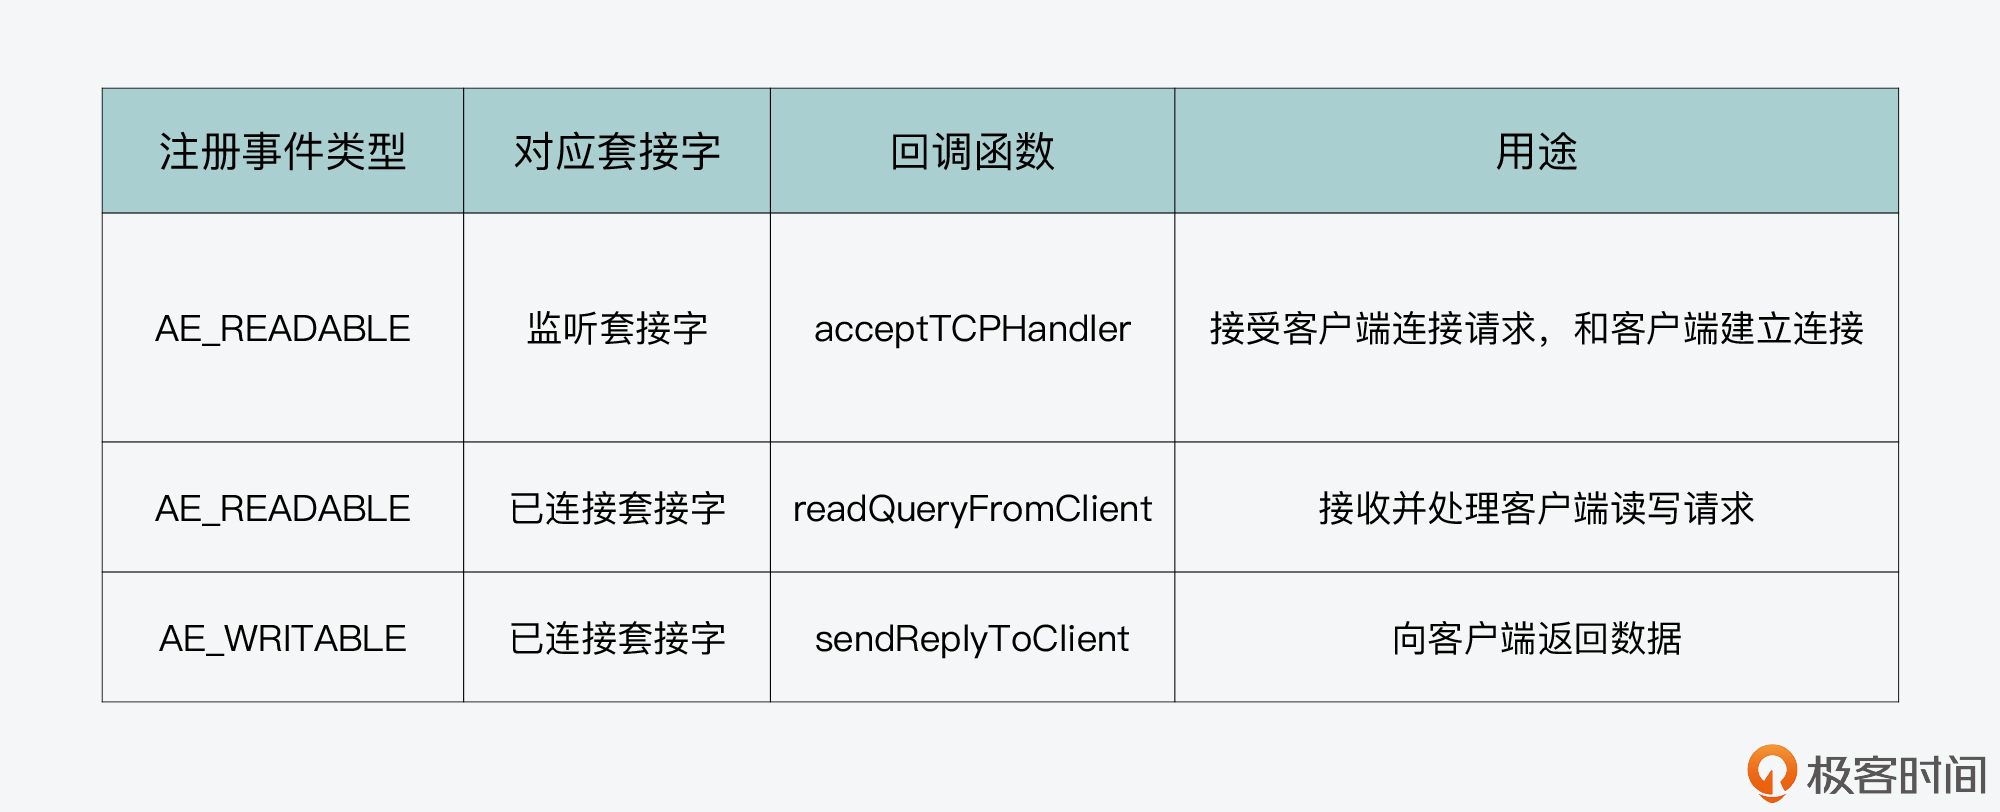 注册事件类型 对应套接字 回调函数 用途
AE_READABLE 监听套接字 acceptTCPHandler 接受客户端连接请求，和客户端建立连接
AE_READABLE 已连接套接字 readQueryFromClient 接收并处理客户端读写请求
AE_WRITABLE 已连接套接字 sendReplyToClient 向客户端返回数据
极客时间